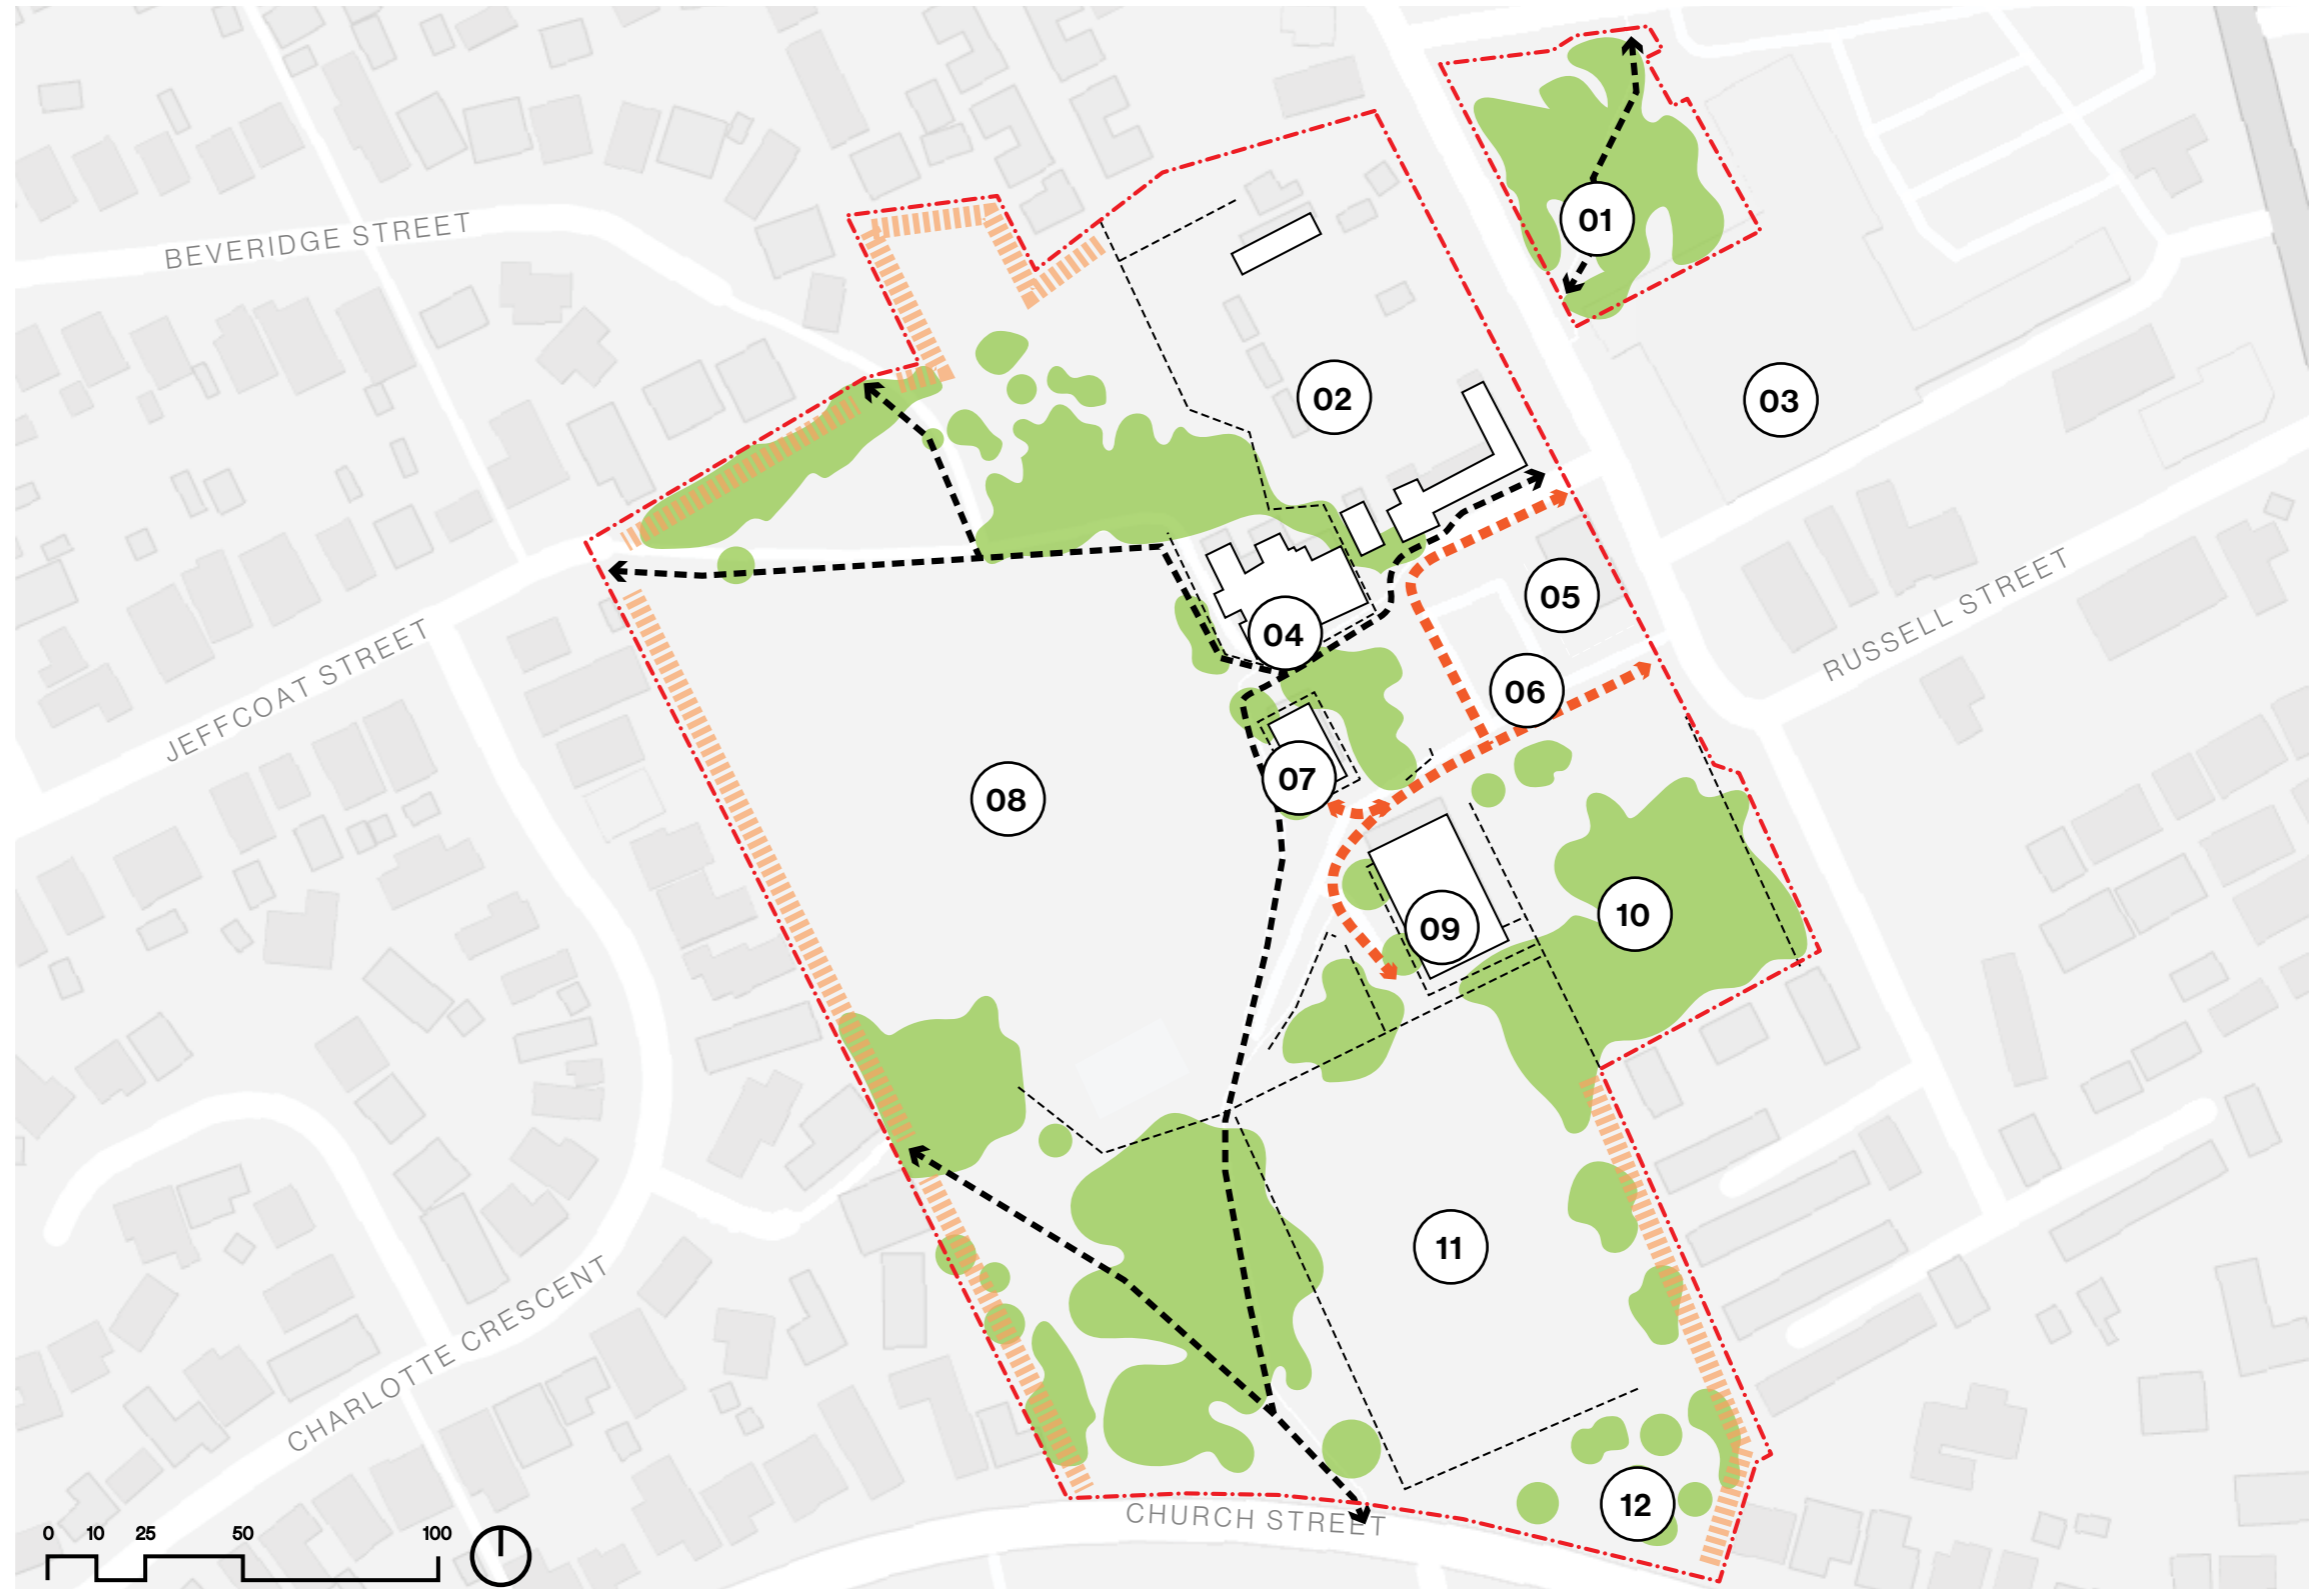 01
BEVERIDGE STREET
02
03
05
04
JEFFCOAT STREET
RUSSELL STREET
06
07
08
09
10
11
CHARLOTTE CRESCENT
12
CHURCH STREET
0 10 25 50 100